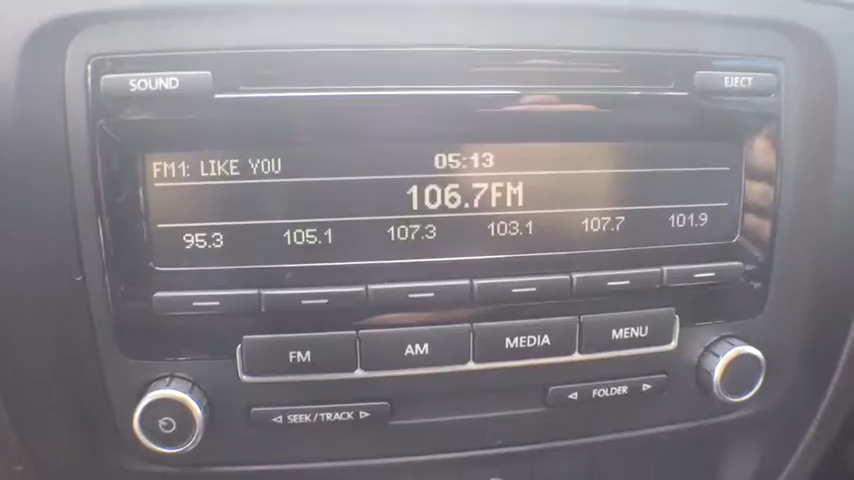 SOUND
EJECT
FM1: LIKE YOU
05:13
106.7FM
95.3 105.1 107.3 103.1 107.7 101.9
FM AM MEDIA MENU
SEEK/TRACK
FOLDER